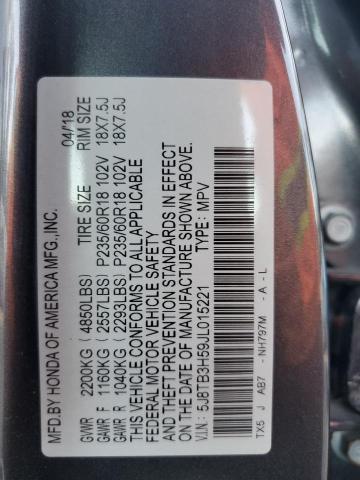 MFD.BY HONDA OF AMERICA MFG.,INC. 04/18
TIRE SIZE RIM SIZE
GVWR 2200KG ( 4850LBS)
GAWR F 1160KG ( 2557LBS) P235/60R18 102V 18X7.5J
GAWR R 1040KG ( 2293LBS) P235/60R18 102V 18X7.5J
THIS VEHICLE CONFORMS TO ALL APPLICABLE
FEDERAL MOTOR VEHICLE SAFETY
AND THEFT PREVENTION STANDARDS IN EFFECT
ON THE DATE OF MANUFACTURE SHOWN ABOVE.
V.I.N.: 5J8TB3H59JL015221 TYPE: MPV
TX5 J AB7 - NH797M - A - L